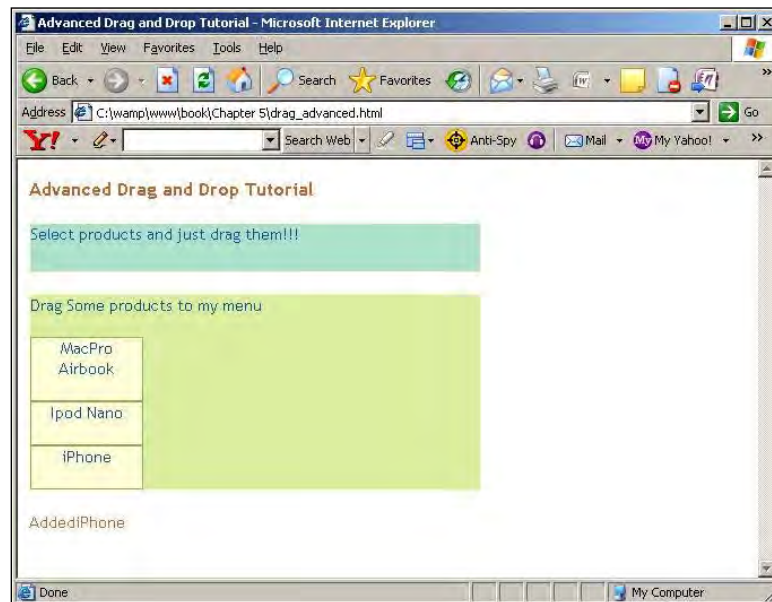 Advanced Drag and Drop Tutorial - Microsoft Internet Explorer
File Edit View Favorites Tools Help
Back Search Favorites
Address C:\wamp\www\book\Chapter 5\drag_advanced.html Go
Y! Search Web Anti-Spy Mail My My Yahoo! >>
Advanced Drag and Drop Tutorial
Select products and just drag them!!!
Drag Some products to my menu
MacPro
Airbook
Ipod Nano
iPhone
AddediPhone
Done My Computer